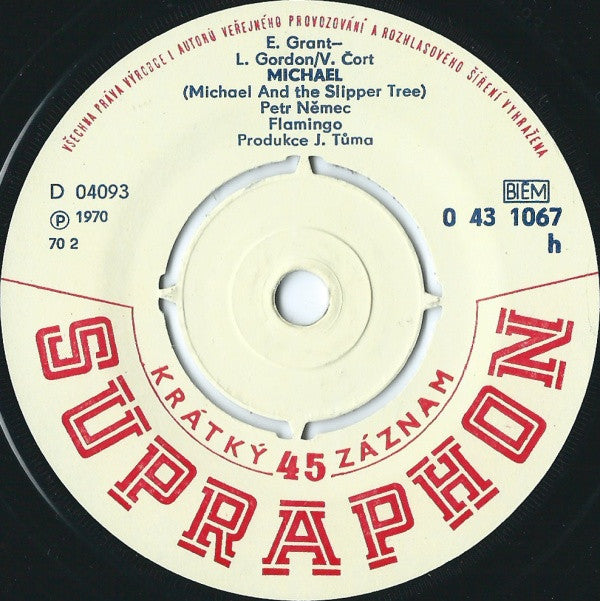 VŠECHNA PRÁVA VÝROBCE I AUTORŮ VEŘEJNÉHO PROVOZOVÁNÍ A ROZHLASOVÉHO ŠÍŘENÍ VYHRAŽENA
E. Grant–
L. Gordon/V. Čort
MICHAEL
(Michael And the Slipper Tree)
Petr Němec
Flamingo
Produkce J. Tůma
D 04093
Ⓟ 1970
70 2
BIEM
0 43 1067
h
KRÁTKÝ 45 ZÁZNAM
SUPRAPHON